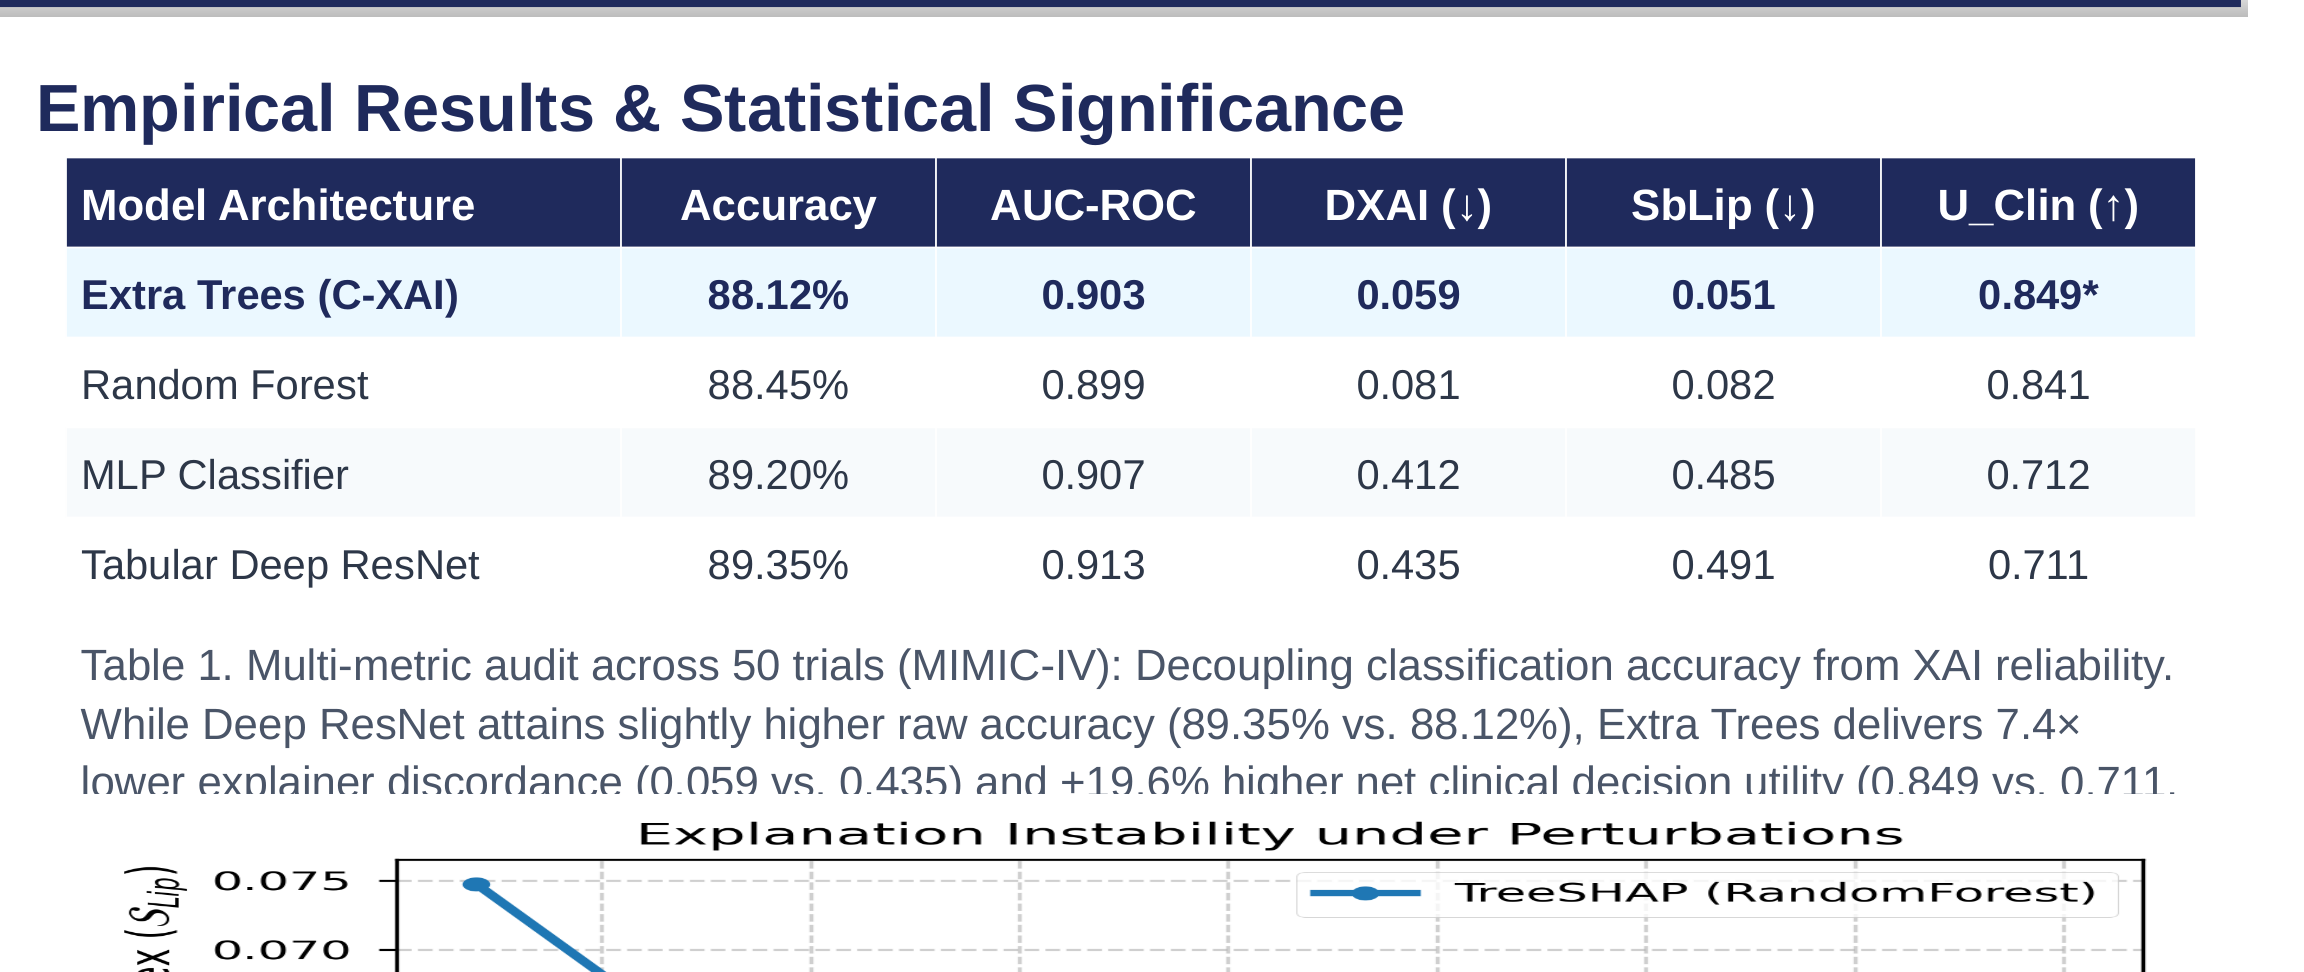 Empirical Results & Statistical Significance
Model Architecture Accuracy AUC-ROC DXAI (↓) SbLip (↓) U_Clin (↑)
Extra Trees (C-XAI) 88.12% 0.903 0.059 0.051 0.849*
Random Forest 88.45% 0.899 0.081 0.082 0.841
MLP Classifier 89.20% 0.907 0.412 0.485 0.712
Tabular Deep ResNet 89.35% 0.913 0.435 0.491 0.711
Table 1. Multi-metric audit across 50 trials (MIMIC-IV): Decoupling classification accuracy from XAI reliability.
While Deep ResNet attains slightly higher raw accuracy (89.35% vs. 88.12%), Extra Trees delivers 7.4×
lower explainer discordance (0.059 vs. 0.435) and +19.6% higher net clinical decision utility (0.849 vs. 0.711,
Explanation Instability under Perturbations
0.075
TreeSHAP (RandomForest)
0.070
(S_Lip)